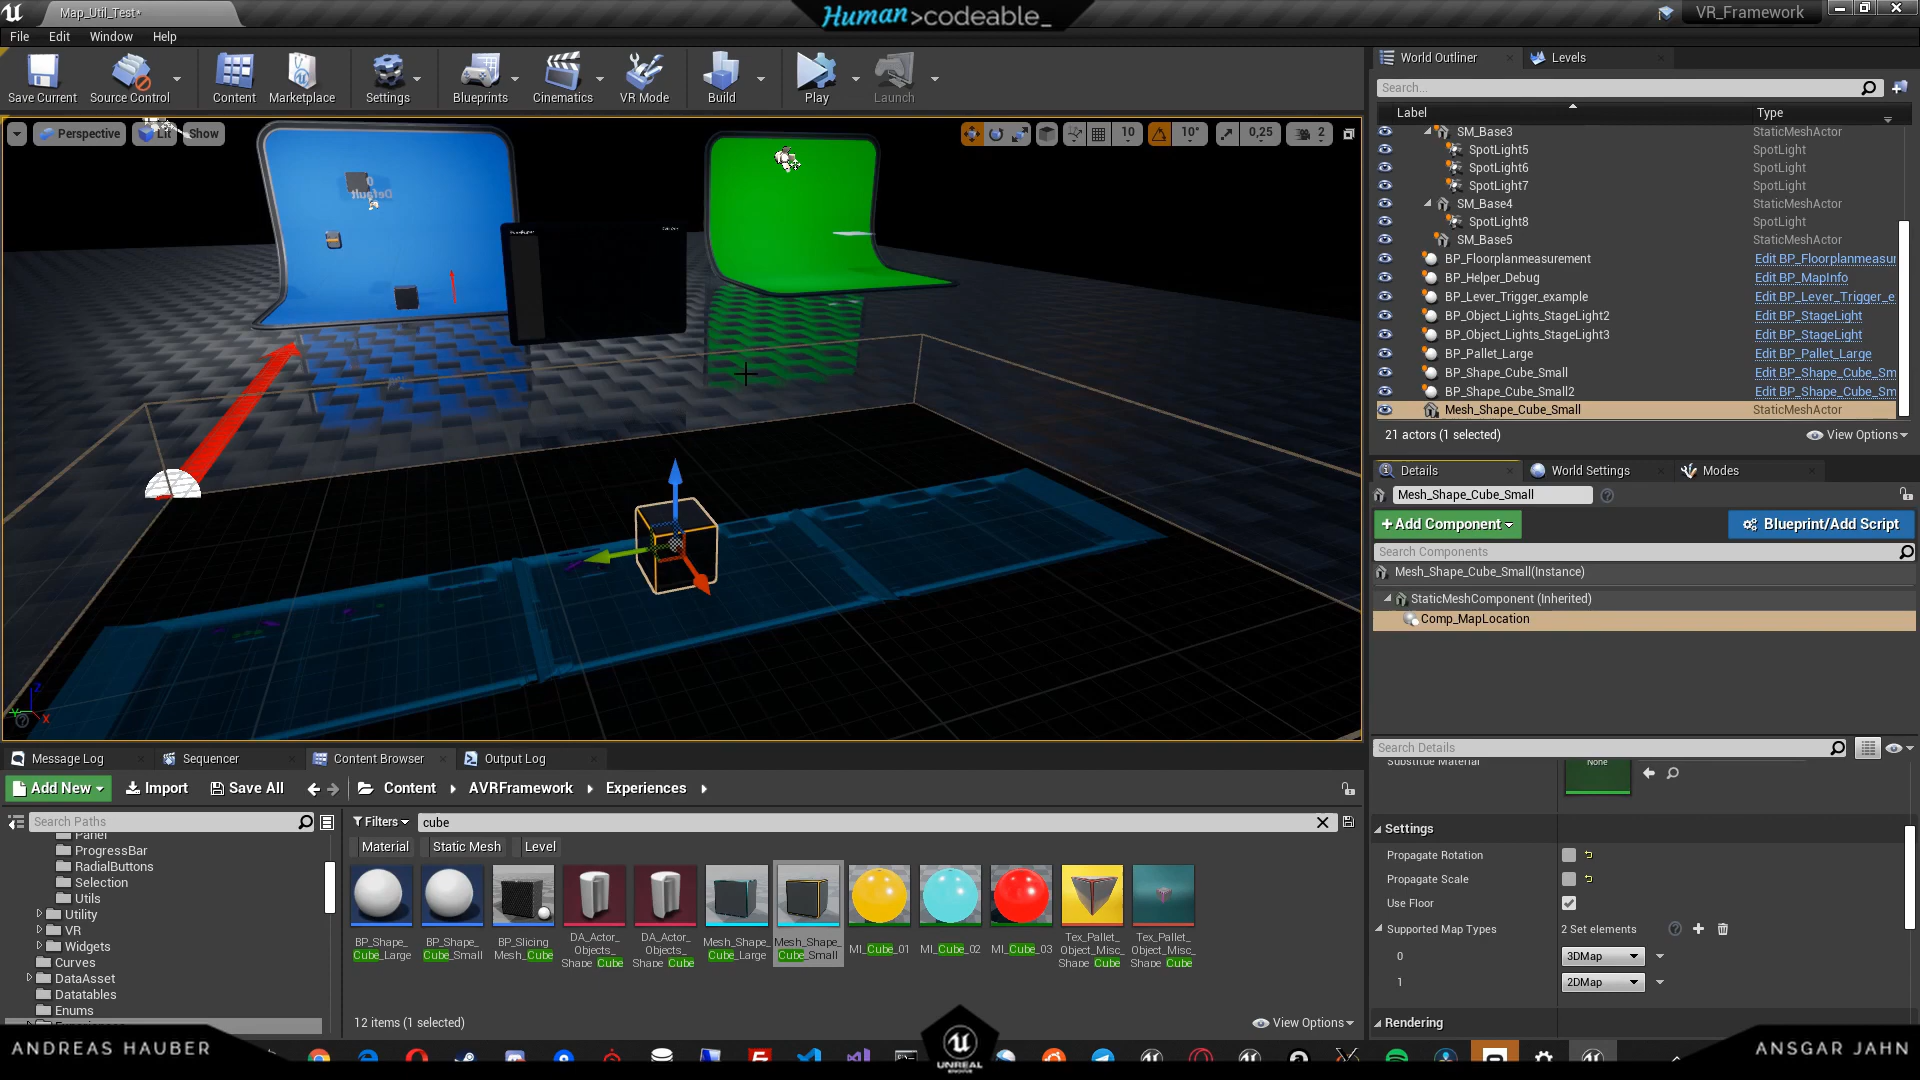 Map_Util_Test*
Human>codeable_
VR_Framework
File
Edit
Window
Help
Save Current
Source Control
Content
Marketplace
Settings
Blueprints
Cinematics
VR Mode
Build
Play
Launch
Perspective
Lit
Show
10
10°
0,25
2
0
Default
World Outliner
Levels
Search...
Label
Type
SM_Base3
StaticMeshActor
SpotLight5
SpotLight
SpotLight6
SpotLight
SpotLight7
SpotLight
SM_Base4
StaticMeshActor
SpotLight8
SpotLight
SM_Base5
StaticMeshActor
BP_Floorplanmeasurement
Edit BP_Floorplanmeasur
BP_Helper_Debug
Edit BP_MapInfo
BP_Lever_Trigger_example
Edit BP_Lever_Trigger_e
BP_Object_Lights_StageLight2
Edit BP_StageLight
BP_Object_Lights_StageLight3
Edit BP_StageLight
BP_Pallet_Large
Edit BP_Pallet_Large
BP_Shape_Cube_Small
Edit BP_Shape_Cube_Sm
BP_Shape_Cube_Small2
Edit BP_Shape_Cube_Sm
Mesh_Shape_Cube_Small
StaticMeshActor
21 actors (1 selected)
View Options
Details
World Settings
Modes
Mesh_Shape_Cube_Small
+Add Component
Blueprint/Add Script
Search Components
Mesh_Shape_Cube_Small(Instance)
StaticMeshComponent (Inherited)
Comp_MapLocation
Search Details
Substitue Material
None
Settings
Propagate Rotation
Propagate Scale
Use Floor
Supported Map Types
2 Set elements
0
3DMap
1
2DMap
Rendering
Z
Y
X
Message Log
Sequencer
Content Browser
Output Log
Add New
Import
Save All
Content
AVRFramework
Experiences
Search Paths
Filters
cube
Material
Static Mesh
Level
Panel
ProgressBar
RadialButtons
Selection
Utils
Utility
VR
Widgets
Curves
DataAsset
Datatables
Enums
Experiences
BP_Shape_
Cube_Large
BP_Shape_
Cube_Small
BP_Slicing
Mesh_Cube
DA_Actor_
Objects_
Shape_Cube
DA_Actor_
Objects_
Shape_Cube
Mesh_Shape_
Cube_Large
Mesh_Shape_
Cube_Small
MI_Cube_01
MI_Cube_02
MI_Cube_03
Tex_Pallet_
Object_Misc_
Shape_Cube
Tex_Pallet_
Object_Misc_
Shape_Cube
12 items (1 selected)
View Options
ANDREAS HAUBER
UNREAL
ENGINE
ANSGAR JAHN